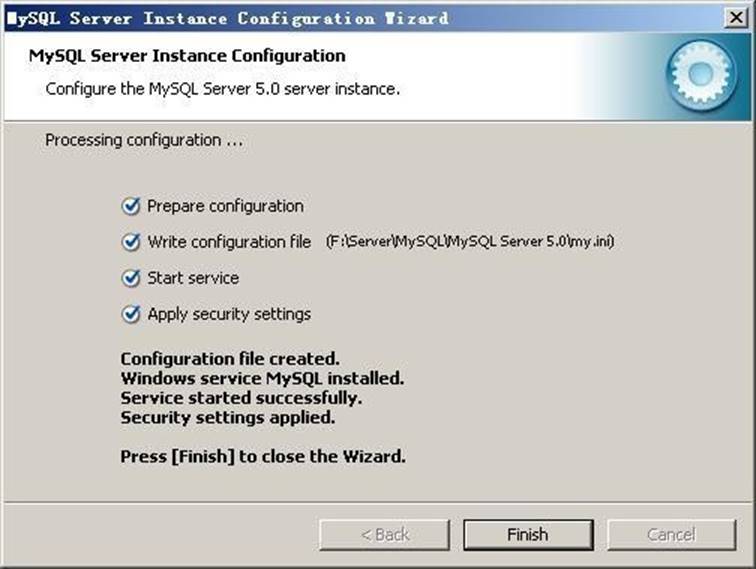 MySQL Server Instance Configuration Wizard
MySQL Server Instance Configuration
Configure the MySQL Server 5.0 server instance.
Processing configuration ...
Prepare configuration
Write configuration file (F:\Server\MySQL\MySQL Server 5.0\my.ini)
Start service
Apply security settings
Configuration file created.
Windows service MySQL installed.
Service started successfully.
Security settings applied.
Press [Finish] to close the Wizard.
< Back Finish Cancel